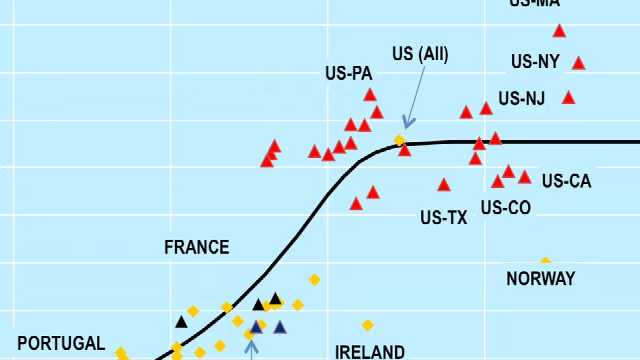 US-MA
US (All)
US-NY
US-PA
US-NJ
US-CA
US-CO
US-TX
FRANCE
NORWAY
PORTUGAL
IRELAND